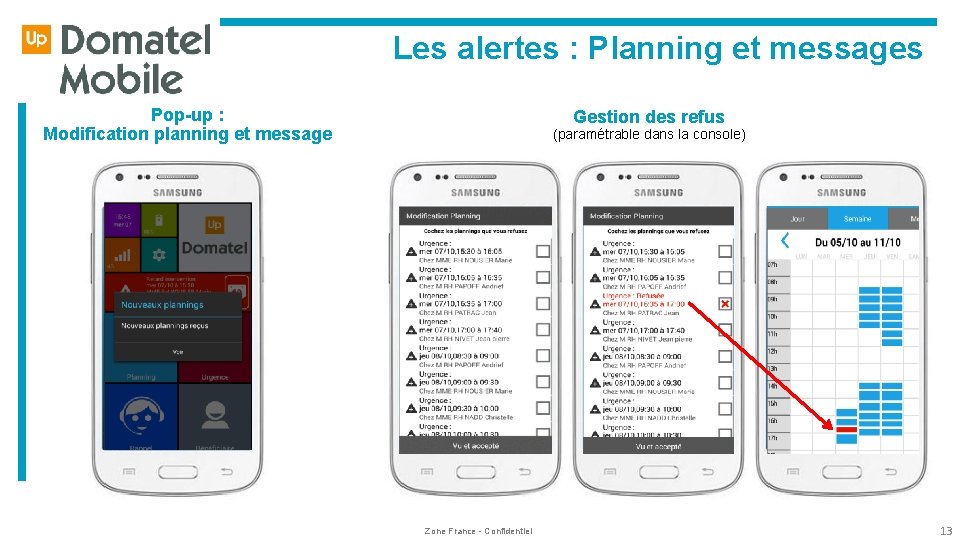 Up Domatel
Mobile
Les alertes : Planning et messages
Pop-up :
Modification planning et message
Gestion des refus
(paramétrable dans la console)
SAMSUNG
15:45
mer 07
Up
Domatel
Retard intervention
Nouveaux plannings
Nouveaux plannings reçus
Voir
Planning
Urgence
Rappel
Bénéficiaire
SAMSUNG
Modification Planning
Cochez les plannings que vous refusez
Urgence :
mer 07/10,15:30 à 16:05
Chez MME RH NOUSIER Marie
Urgence :
mer 07/10,16:05 à 16:35
Chez M RH PAPOFF Andrief
Urgence :
mer 07/10,16:35 à 17:00
Chez M RH PATRAC Jean
Urgence :
mer 07/10,17:00 à 17:40
Chez M RH NIVET Jean pierre
Urgence :
jeu 08/10,08:30 à 09:00
Chez M RH PAPOFF Andrief
Urgence :
jeu 08/10,09:00 à 09:30
Chez MME RH NOUSIER Marie
Urgence :
jeu 08/10,09:30 à 10:00
Chez MME RH NADD Christelle
Urgence :
jeu 08/10,10:00 à 10:30
Vu et accepté
SAMSUNG
Modification Planning
Cochez les plannings que vous refusez
Urgence :
mer 07/10,15:30 à 16:05
Chez MME RH NOUSIER Marie
Urgence :
mer 07/10,16:05 à 16:35
Chez M RH PAPOFF Andrief
Urgence : Refusée
mer 07/10,16:35 à 17:00
Chez M RH PATRAC Jean
Urgence :
mer 07/10,17:00 à 17:40
Chez M RH NIVET Jean pierre
Urgence :
jeu 08/10,08:30 à 09:00
Chez M RH PAPOFF Andrief
Urgence :
jeu 08/10,09:00 à 09:30
Chez MME RH NOUSIER Marie
Urgence :
jeu 08/10,09:30 à 10:00
Chez MME RH NADD Christelle
Urgence :
jeu 08/10,10:00 à 10:30
Vu et accepté
SAMSUNG
Jour Semaine
Du 05/10 au 11/10
LUN MAR MER JEU VEN SAM
07h
08h
09h
10h
11h
12h
13h
14h
15h
16h
17h
Zone France - Confidentiel
13